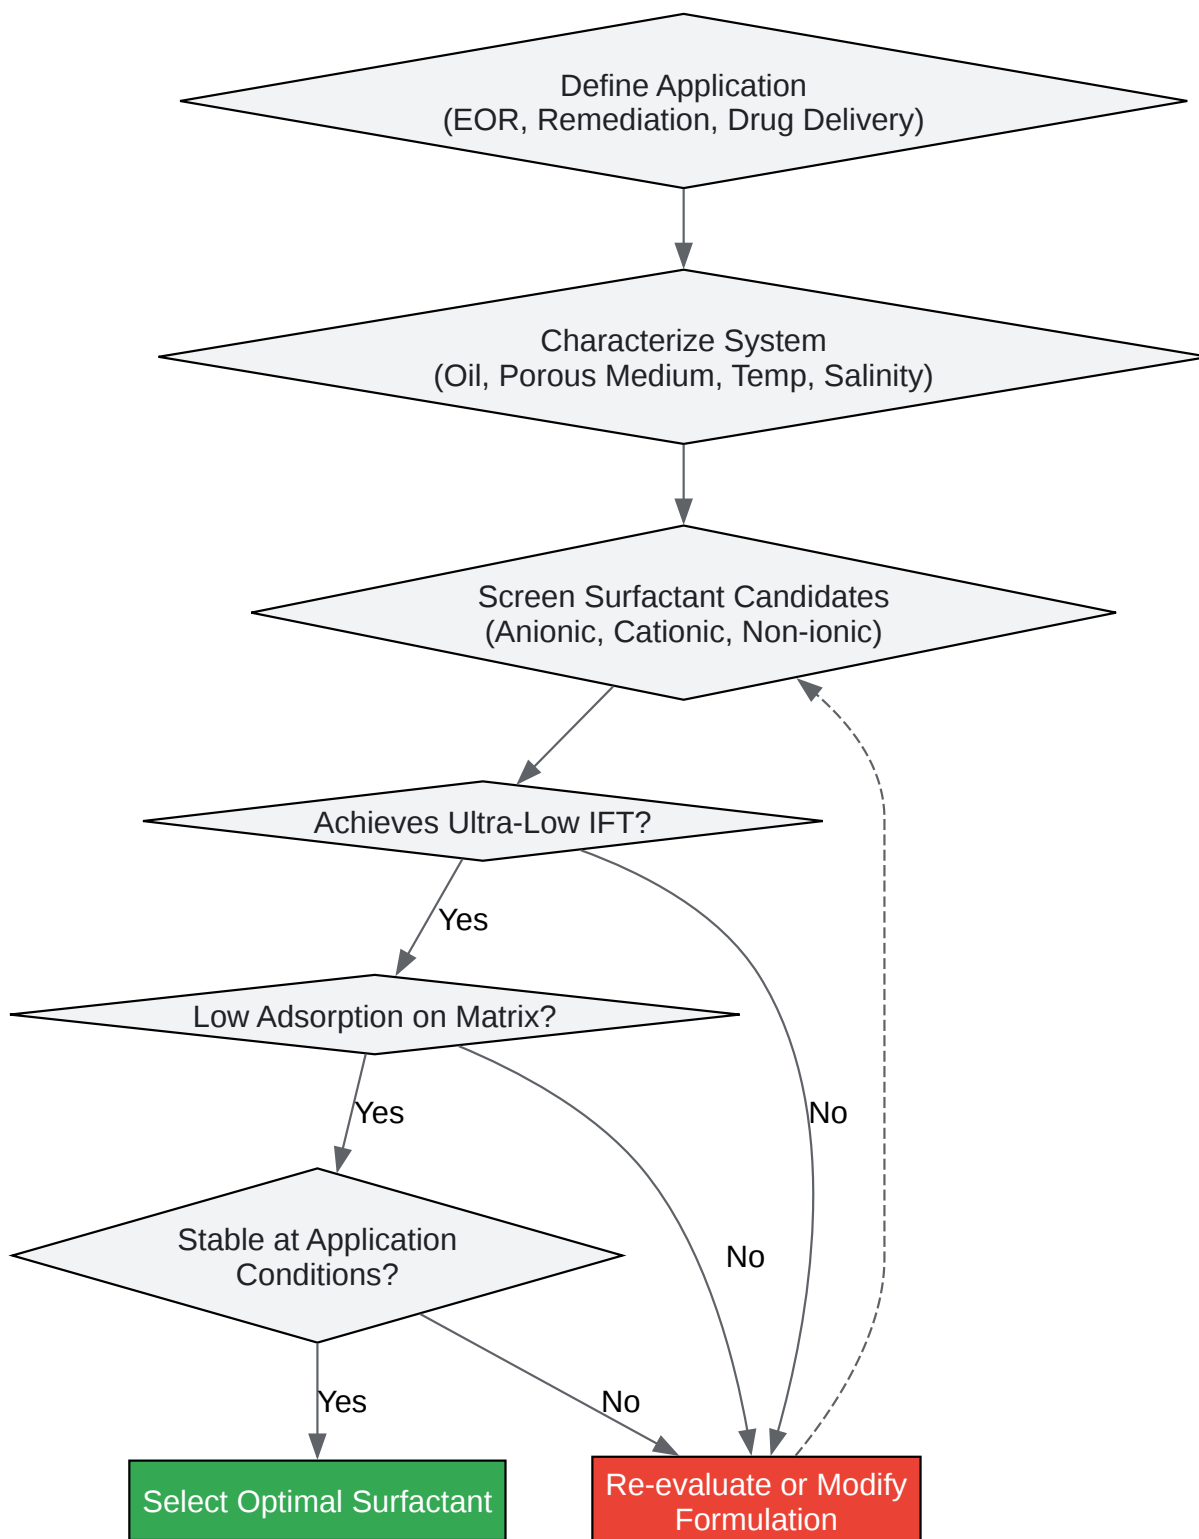 Define Application
(EOR, Remediation, Drug Delivery)
Characterize System
(Oil, Porous Medium, Temp, Salinity)
Screen Surfactant Candidates
(Anionic, Cationic, Non-ionic)
Achieves Ultra-Low IFT?
Yes
Low Adsorption on Matrix?
Yes
No
Stable at Application
Conditions?
No
Yes
No
Select Optimal Surfactant
Re-evaluate or Modify
Formulation